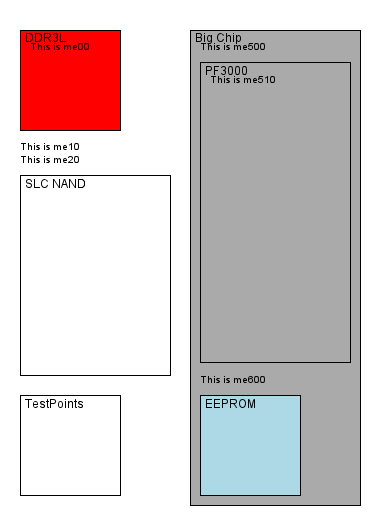 DDR3L
This is me00
This is me10
This is me20
SLC NAND
TestPoints
Big Chip
This is me500
PF3000
This is me510
This is me600
EEPROM